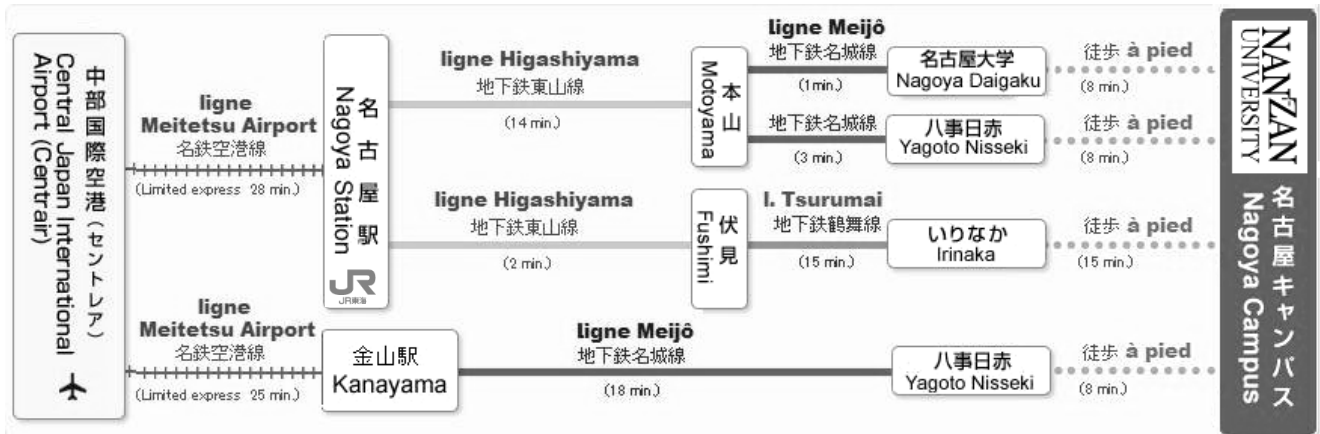 中部国際空港(セントレア)
Central Japan International
Airport (Centrair)
ligne
Meitetsu Airport
名鉄空港線
(Limited express 28 min.)
ligne
Meitetsu Airport
名鉄空港線
(Limited express 25 min.)
名古屋駅
Nagoya Station
JR
JR東海
金山駅
Kanayama
ligne Higashiyama
地下鉄東山線
(14 min.)
本山
Motoyama
ligne Meijô
地下鉄名城線
(1min.)
名古屋大学
Nagoya Daigaku
徒歩 à pied
(8 min.)
地下鉄名城線
(3 min.)
八事日赤
Yagoto Nisseki
徒歩 à pied
(8 min.)
ligne Higashiyama
地下鉄東山線
(2 min.)
伏見
Fushimi
l. Tsurumai
地下鉄鶴舞線
(15 min.)
いりなか
Irinaka
徒歩 à pied
(15 min.)
ligne Meijô
地下鉄名城線
(18 min.)
八事日赤
Yagoto Nisseki
徒歩 à pied
(8 min.)
NANZAN
UNIVERSITY
名古屋キャンパス
Nagoya Campus